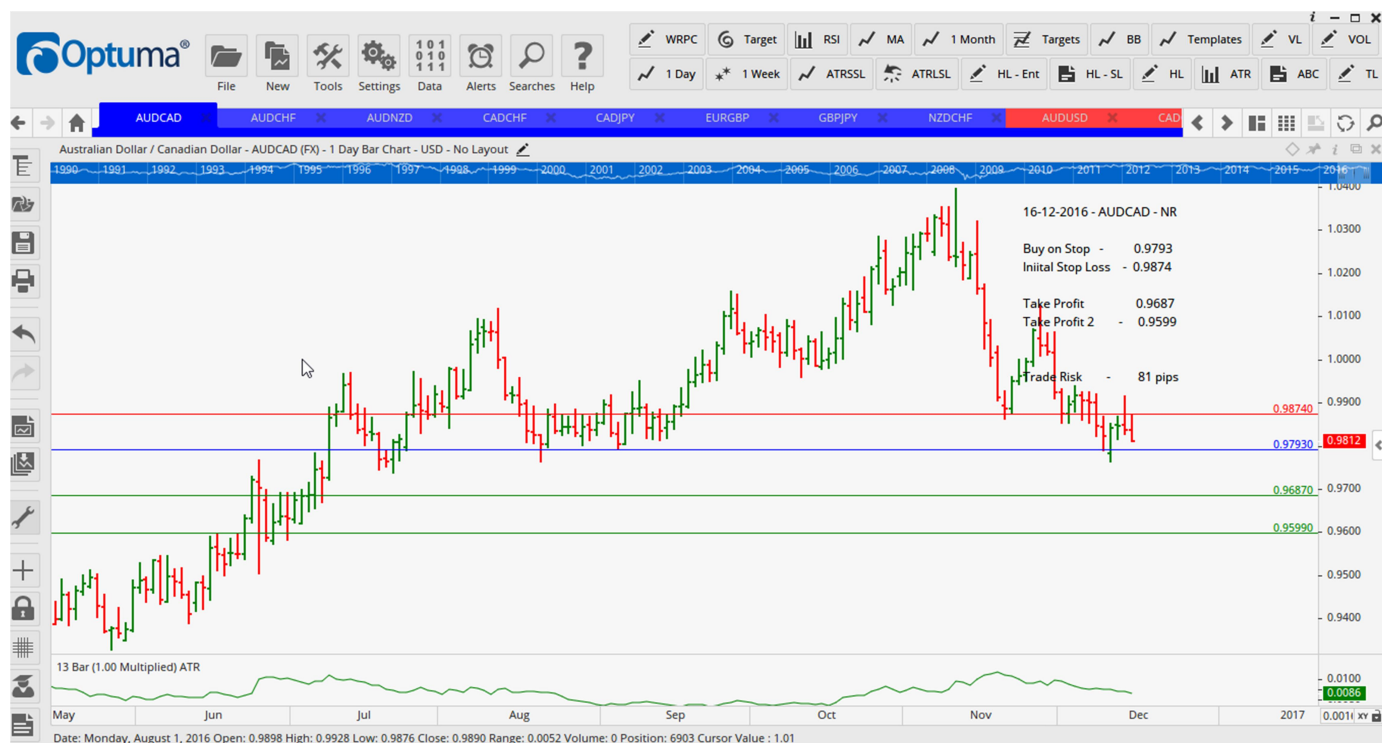 i
Optuma®
File
New
Tools
Settings
101 010 111
Data
Alerts
Searches
? Help
WRPC Target RSI MA 1 Month Targets BB Templates VL VOL
1 Day 1 Week ATRSSL ATRLSL HL - Ent HL - SL HL ATR ABC TL
AUDCAD AUDCHF AUDNZD CADCHF CADJPY EURGBP GBPJPY NZDCHF AUDUSD CAD
Australian Dollar / Canadian Dollar - AUDCAD (FX) - 1 Day Bar Chart - USD - No Layout
1990 1991 1992 1993 1994 1995 1996 1997 1998 1999 2000 2001 2002 2003 2004 2005 2006 2007 2008 2009 2010 2011 2012 2013 2014 2015 2016
16-12-2016 - AUDCAD - NR
Buy on Stop - 0.9793
Iniital Stop Loss - 0.9874
Take Profit 0.9687
Take Profit 2 - 0.9599
Trade Risk - 81 pips
1.0400
1.0300
1.0200
1.0100
1.0000
0.9900
0.98740
0.9812
0.97930
0.9700
0.96870
0.9600
0.95990
0.9500
0.9400
13 Bar (1.00 Multiplied) ATR
0.0100
0.0086
May Jun Jul Aug Sep Oct Nov Dec 2017
XY
Date: Monday, August 1, 2016 Open: 0.9898 High: 0.9928 Low: 0.9876 Close: 0.9890 Range: 0.0052 Volume: 0 Position: 6903 Cursor Value : 1.01